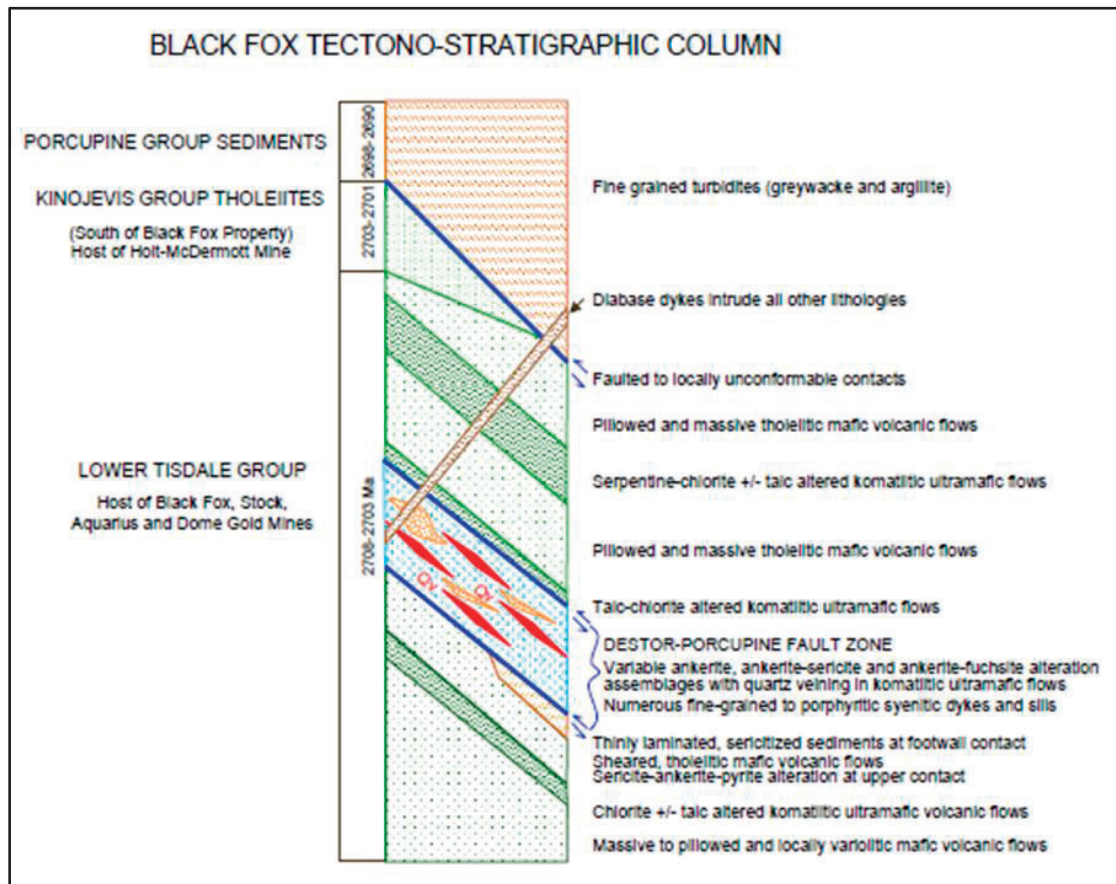 BLACK FOX TECTONO-STRATIGRAPHIC COLUMN
PORCUPINE GROUP SEDIMENTS
2698-2690
KINOJEVIS GROUP THOLEIITES
(South of Black Fox Property)
Host of Holt-McDermott Mine
2703-2701
LOWER TISDALE GROUP
Host of Black Fox, Stock,
Aquarius and Dome Gold Mines
2708-2703 Ma
QV
QV
Fine grained turbidites (greywacke and argillite)
Diabase dykes intrude all other lithologies
Faulted to locally unconformable contacts
Pillowed and massive tholeiitic mafic volcanic flows
Serpentine-chlorite +/- talc altered komatiitic ultramafic flows
Pillowed and massive tholeiitic mafic volcanic flows
Talc-chlorite altered komatiitic ultramafic flows
DESTOR-PORCUPINE FAULT ZONE
Variable ankerite, ankerite-sericite and ankerite-fuchsite alteration
assemblages with quartz veining in komatiitic ultramafic flows
Numerous fine-grained to porphyritic syenitic dykes and sills
Thinly laminated, sericitized sediments at footwall contact
Sheared, tholeiitic mafic volcanic flows
Sericite-ankerite-pyrite alteration at upper contact
Chlorite +/- talc altered komatiitic ultramafic volcanic flows
Massive to pillowed and locally variolitic mafic volcanic flows